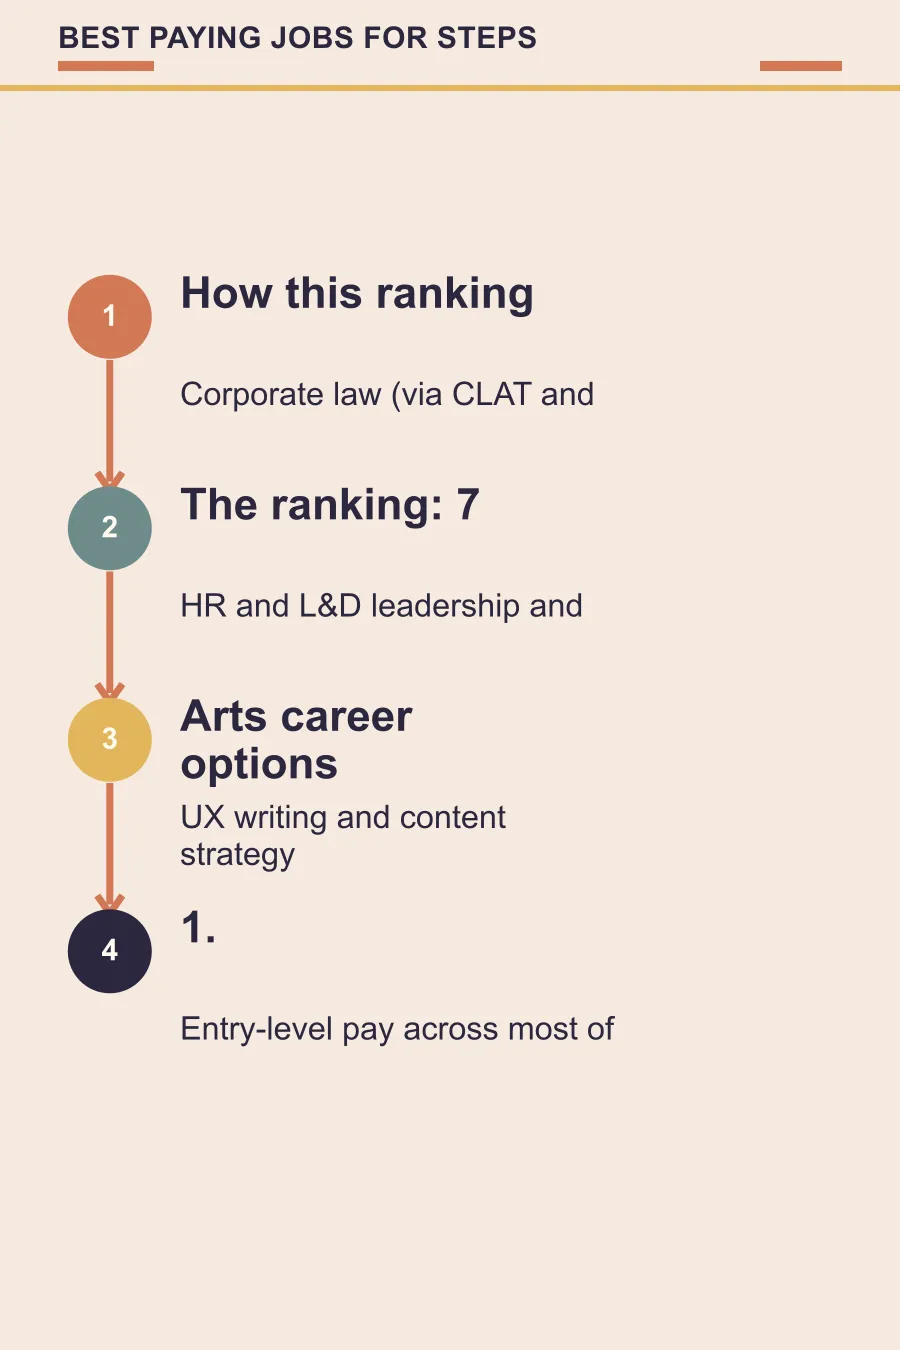 BEST PAYING JOBS FOR STEPS
1
How this ranking
Corporate law (via CLAT and
2
The ranking: 7
HR and L&D leadership and
3
Arts career
options
UX writing and content
strategy
4
1.
Entry-level pay across most of